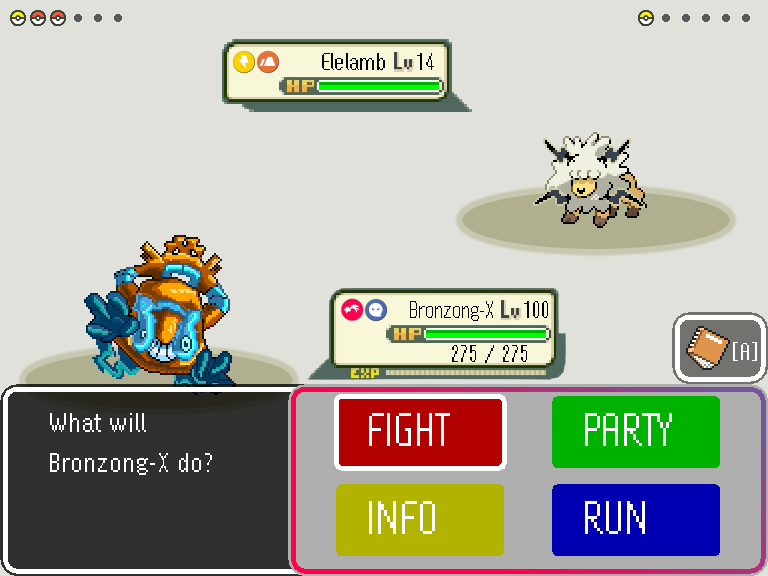 Elelamb Lv14
HP
Bronzong-X Lv100
HP
275 / 275
EXP
[A]
What will
Bronzong-X do?
FIGHT
PARTY
INFO
RUN